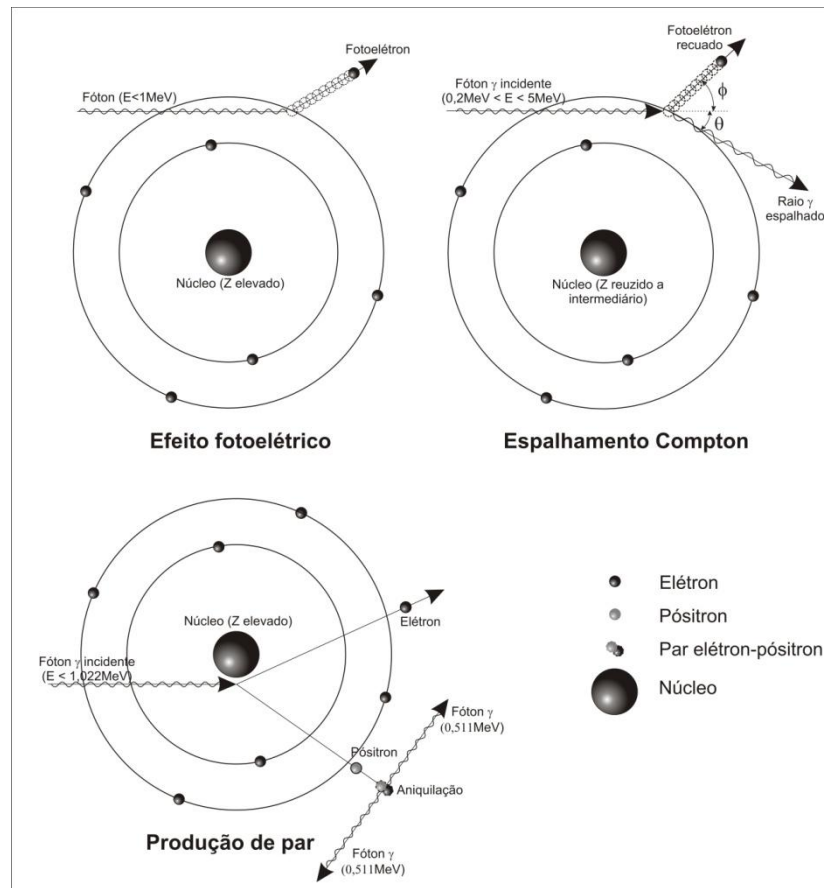 Fotoelétron
Fóton (E<1MeV)
Núcleo (Z elevado)
Efeito fotoelétrico
Fotoelétron
recuado
Fóton γ incidente
(0,2MeV < E < 5MeV)
ϕ
θ
Raio γ
espalhado
Núcleo (Z reuzido a
intermediário)
Espalhamento Compton
Núcleo (Z elevado)
Elétron
Fóton γ incidente
(E < 1,022MeV)
Fóton γ
(0,511MeV)
Pósitron
Aniquilação
Fóton γ
(0,511MeV)
Produção de par
Elétron
Pósitron
Par elétron-pósitron
Núcleo